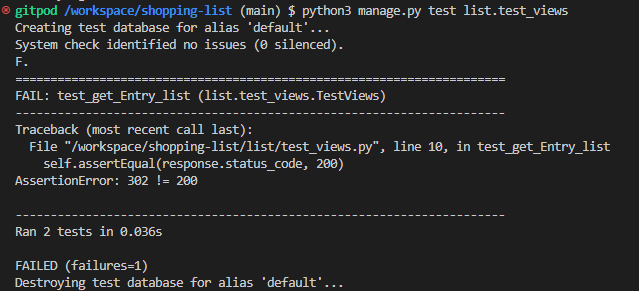 gitpod /workspace/shopping-list (main) $ python3 manage.py test list.test_views
Creating test database for alias 'default'...
System check identified no issues (0 silenced).
F.
======================================================================
FAIL: test_get_Entry_list (list.test_views.TestViews)
----------------------------------------------------------------------
Traceback (most recent call last):
  File "/workspace/shopping-list/list/test_views.py", line 10, in test_get_Entry_list
    self.assertEqual(response.status_code, 200)
AssertionError: 302 != 200

----------------------------------------------------------------------
Ran 2 tests in 0.036s

FAILED (failures=1)
Destroying test database for alias 'default'...